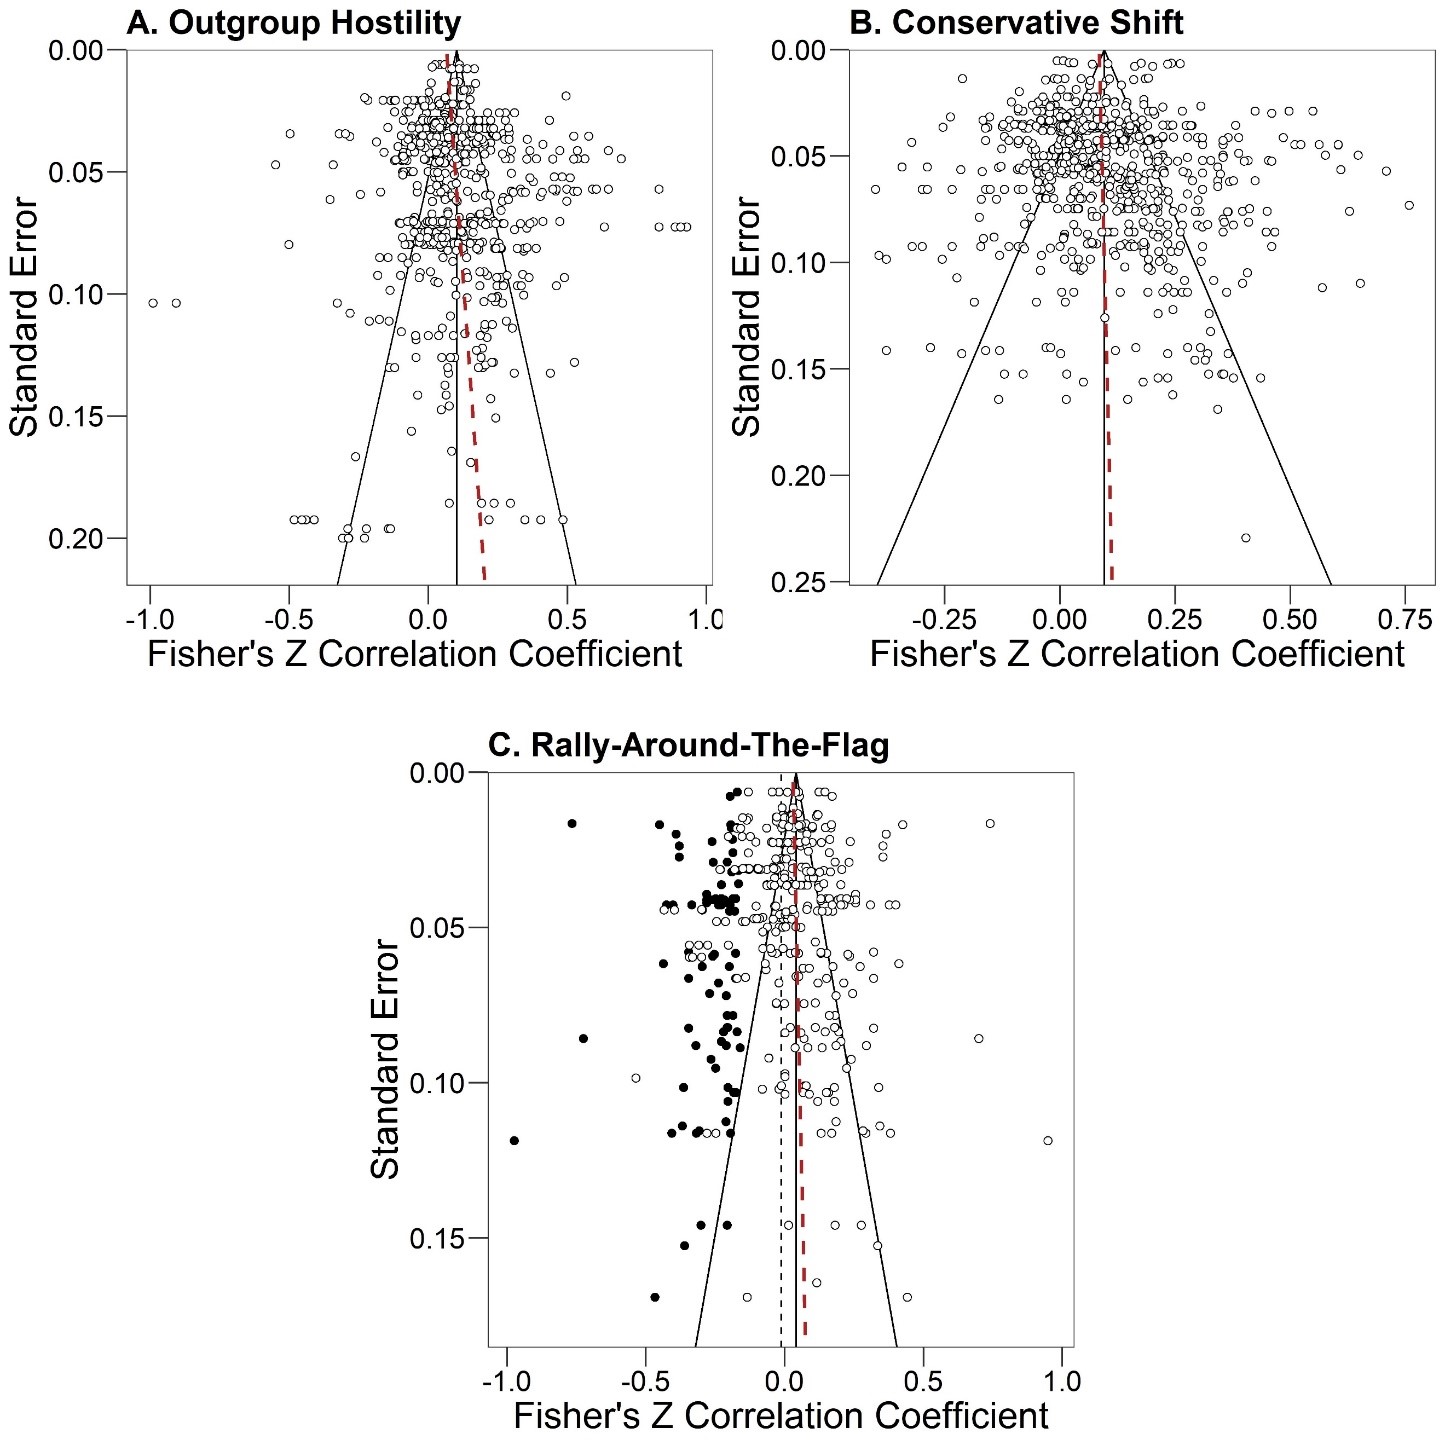 A. Outgroup Hostility
0.00
0.05
0.10
0.15
0.20
Standard Error
-1.0 -0.5 0.0 0.5 1.0
Fisher's Z Correlation Coefficient
B. Conservative Shift
0.00
0.05
0.10
0.15
0.20
0.25
Standard Error
-0.25 0.00 0.25 0.50 0.75
Fisher's Z Correlation Coefficient
C. Rally-Around-The-Flag
0.00
0.05
0.10
0.15
Standard Error
-1.0 -0.5 0.0 0.5 1.0
Fisher's Z Correlation Coefficient